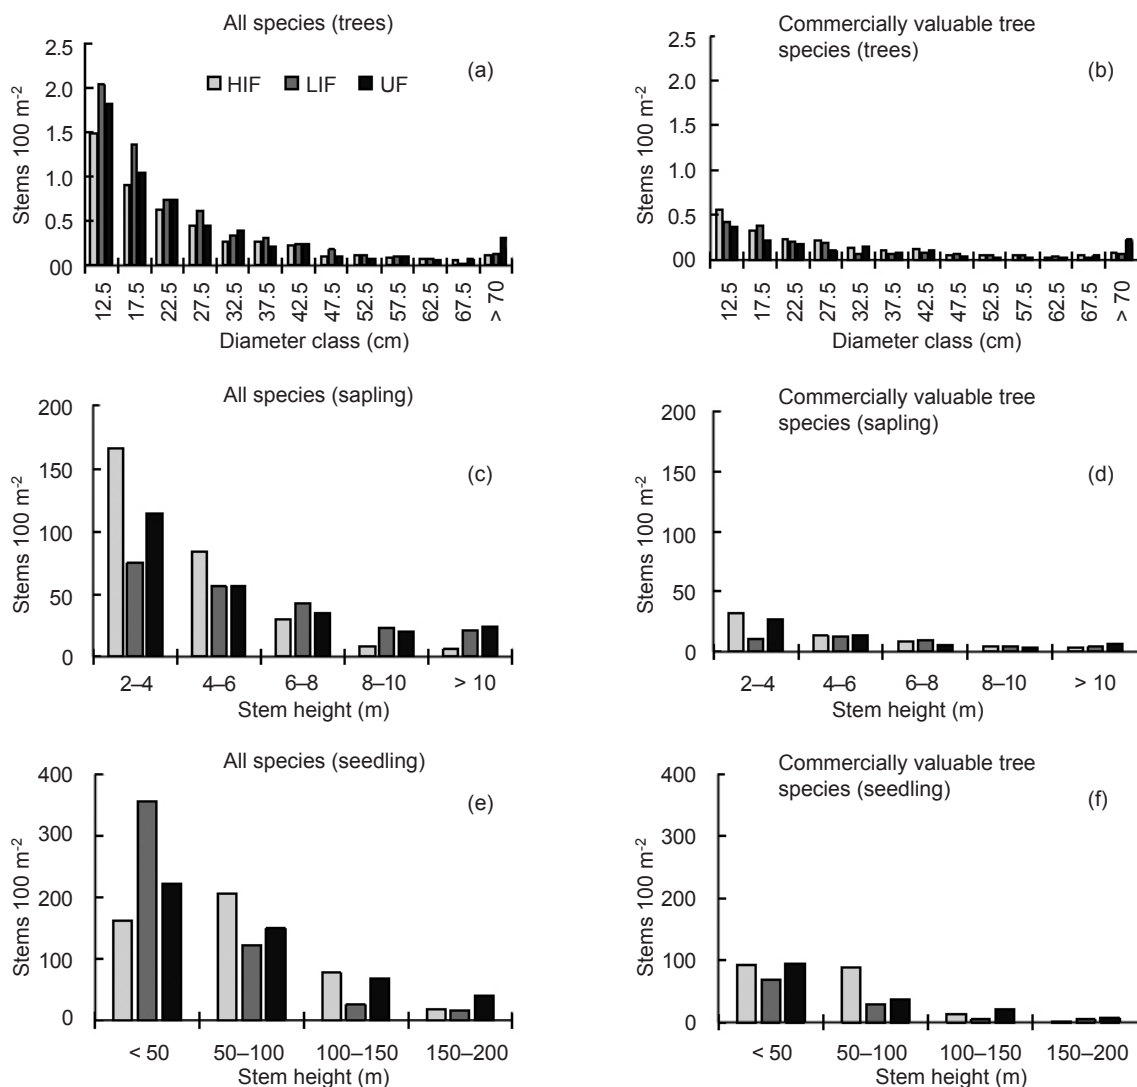 All species (trees)
(a)
HIF LIF UF
Stems 100 m-2
2.5
2.0
1.5
1.0
0.5
00
12.5 17.5 22.5 27.5 32.5 37.5 42.5 47.5 52.5 57.5 62.5 67.5 > 70
Diameter class (cm)
Commercially valuable tree
species (trees)
(b)
Stems 100 m-2
2.5
2.0
1.5
1.0
0.5
00
12.5 17.5 22.5 27.5 32.5 37.5 42.5 47.5 52.5 57.5 62.5 67.5 > 70
Diameter class (cm)
All species (sapling)
(c)
Stems 100 m-2
200
150
100
50
0
2–4 4–6 6–8 8–10 > 10
Stem height (m)
Commercially valuable tree
species (sapling)
(d)
Stems 100 m-2
200
150
100
50
0
2–4 4–6 6–8 8–10 > 10
Stem height (m)
All species (seedling)
(e)
Stems 100 m-2
400
300
200
100
0
< 50 50–100 100–150 150–200
Stem height (m)
Commercially valuable tree
species (seedling)
(f)
Stems 100 m-2
400
300
200
100
0
< 50 50–100 100–150 150–200
Stem height (m)